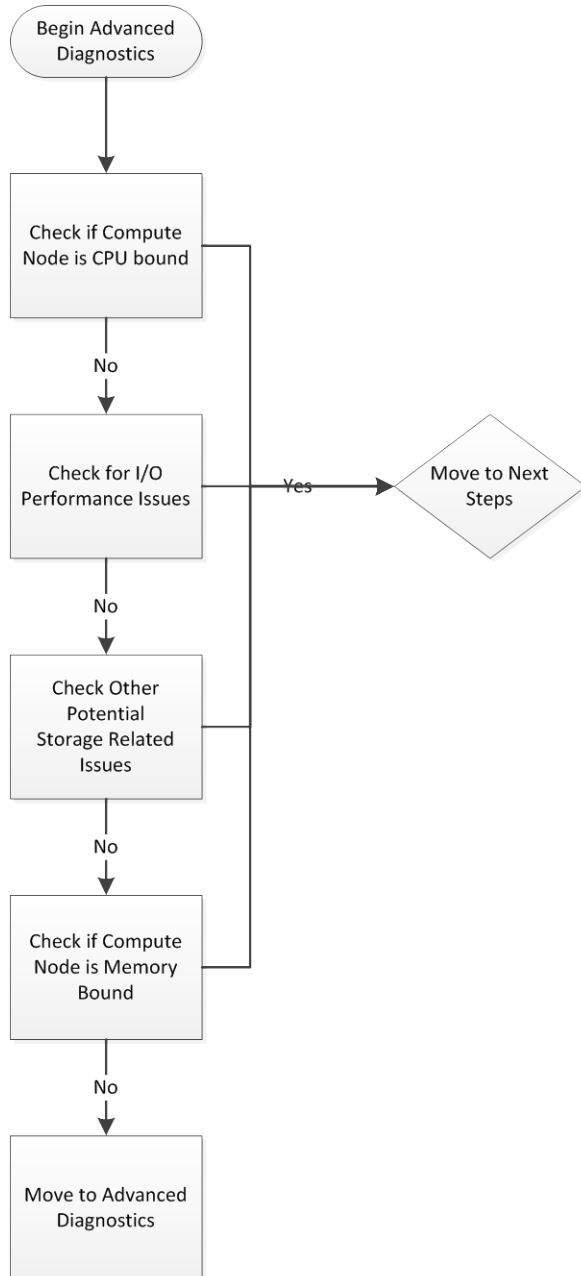 Begin Advanced
Diagnostics
Check if Compute
Node is CPU bound
No
Check for I/O
Performance Issues
Yes
Move to Next
Steps
No
Check Other
Potential
Storage Related
Issues
No
Check if Compute
Node is Memory
Bound
No
Move to Advanced
Diagnostics